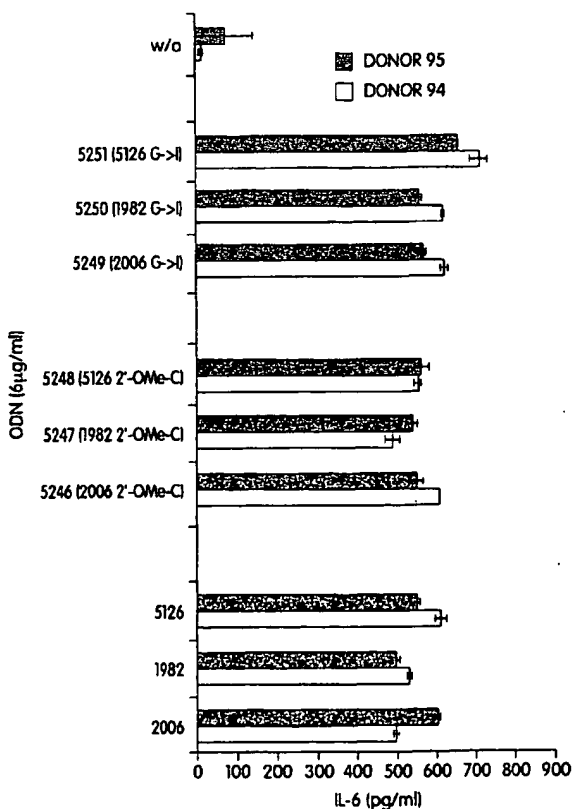 w/o
DONOR 95
DONOR 94
5251 (5126 G->I)
5250 (1982 G->I)
5249 (2006 G->I)
5248 (5126 2'-OMe-C)
5247 (1982 2'-OMe-C)
5246 (2006 2'-OMe-C)
5126
1982
2006
ODN (6µg/ml)
0 100 200 300 400 500 600 700 800 900
IL-6 (pg/ml)